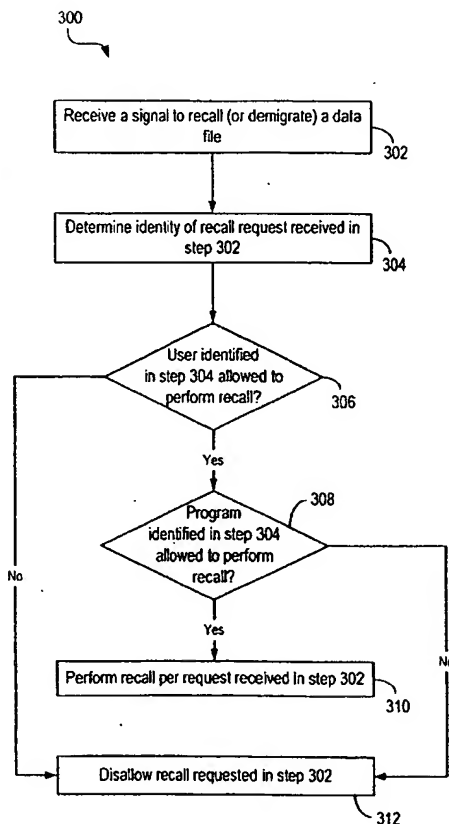 300
Receive a signal to recall (or demigrate) a data
file
302
Determine identity of recall request received in
step 302
304
User identified
in step 304 allowed to
perform recall?
306
Yes
308
Program
identified in step 304
allowed to perform
recall?
No
No
Yes
Perform recall per request received in step 302
310
Disallow recall requested in step 302
312